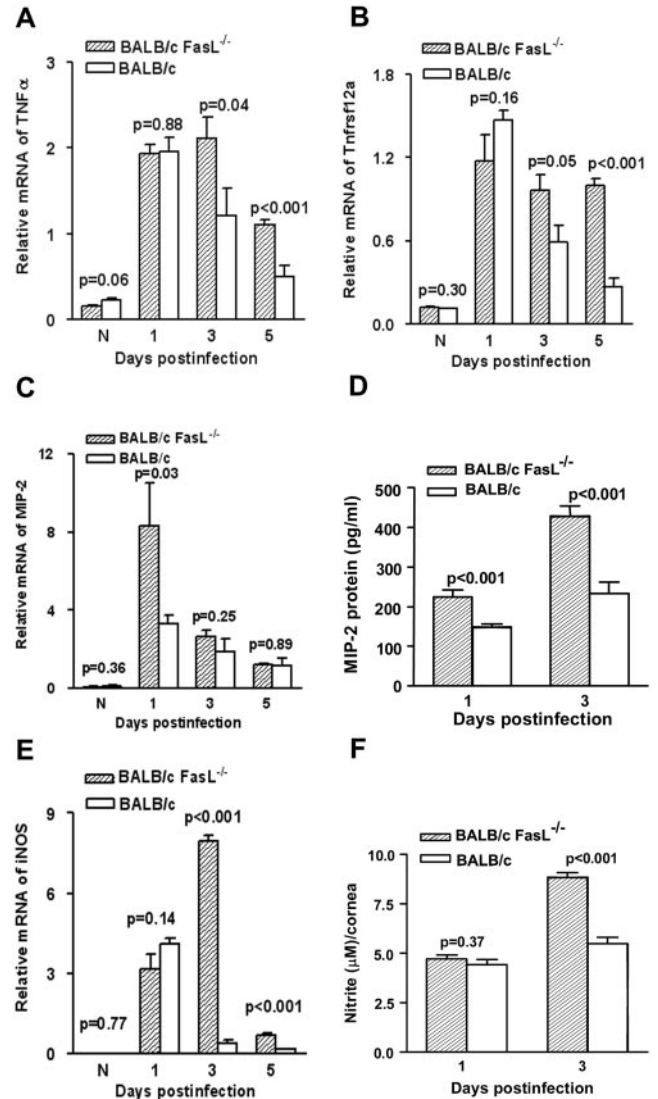 A
BALB/c FasL-/-
BALB/c
Relative mRNA of TNFα
3
2
1
0
p=0.06
p=0.88
p=0.04
p<0.001
N 1 3 5
Days postinfection
B
BALB/c FasL-/-
BALB/c
Relative mRNA of Tnfrsf12a
1.8
1.2
0.6
0.0
p=0.30
p=0.16
p=0.05
p<0.001
N 1 3 5
Days postinfection
C
BALB/c FasL-/-
BALB/c
Relative mRNA of MIP-2
12
8
4
0
p=0.36
p=0.03
p=0.25
p=0.89
N 1 3 5
Days postinfection
D
BALB/c FasL-/-
BALB/c
MIP-2 protein (pg/ml)
500
400
300
200
100
0
p<0.001
p<0.001
1 3
Days postinfection
E
BALB/c FasL-/-
BALB/c
Relative mRNA of iNOS
9
6
3
0
p=0.77
p=0.14
p<0.001
p<0.001
N 1 3 5
Days postinfection
F
BALB/c FasL-/-
BALB/c
Nitrite (µM)/cornea
10.0
7.5
5.0
2.5
0.0
p=0.37
p<0.001
1 3
Days postinfection